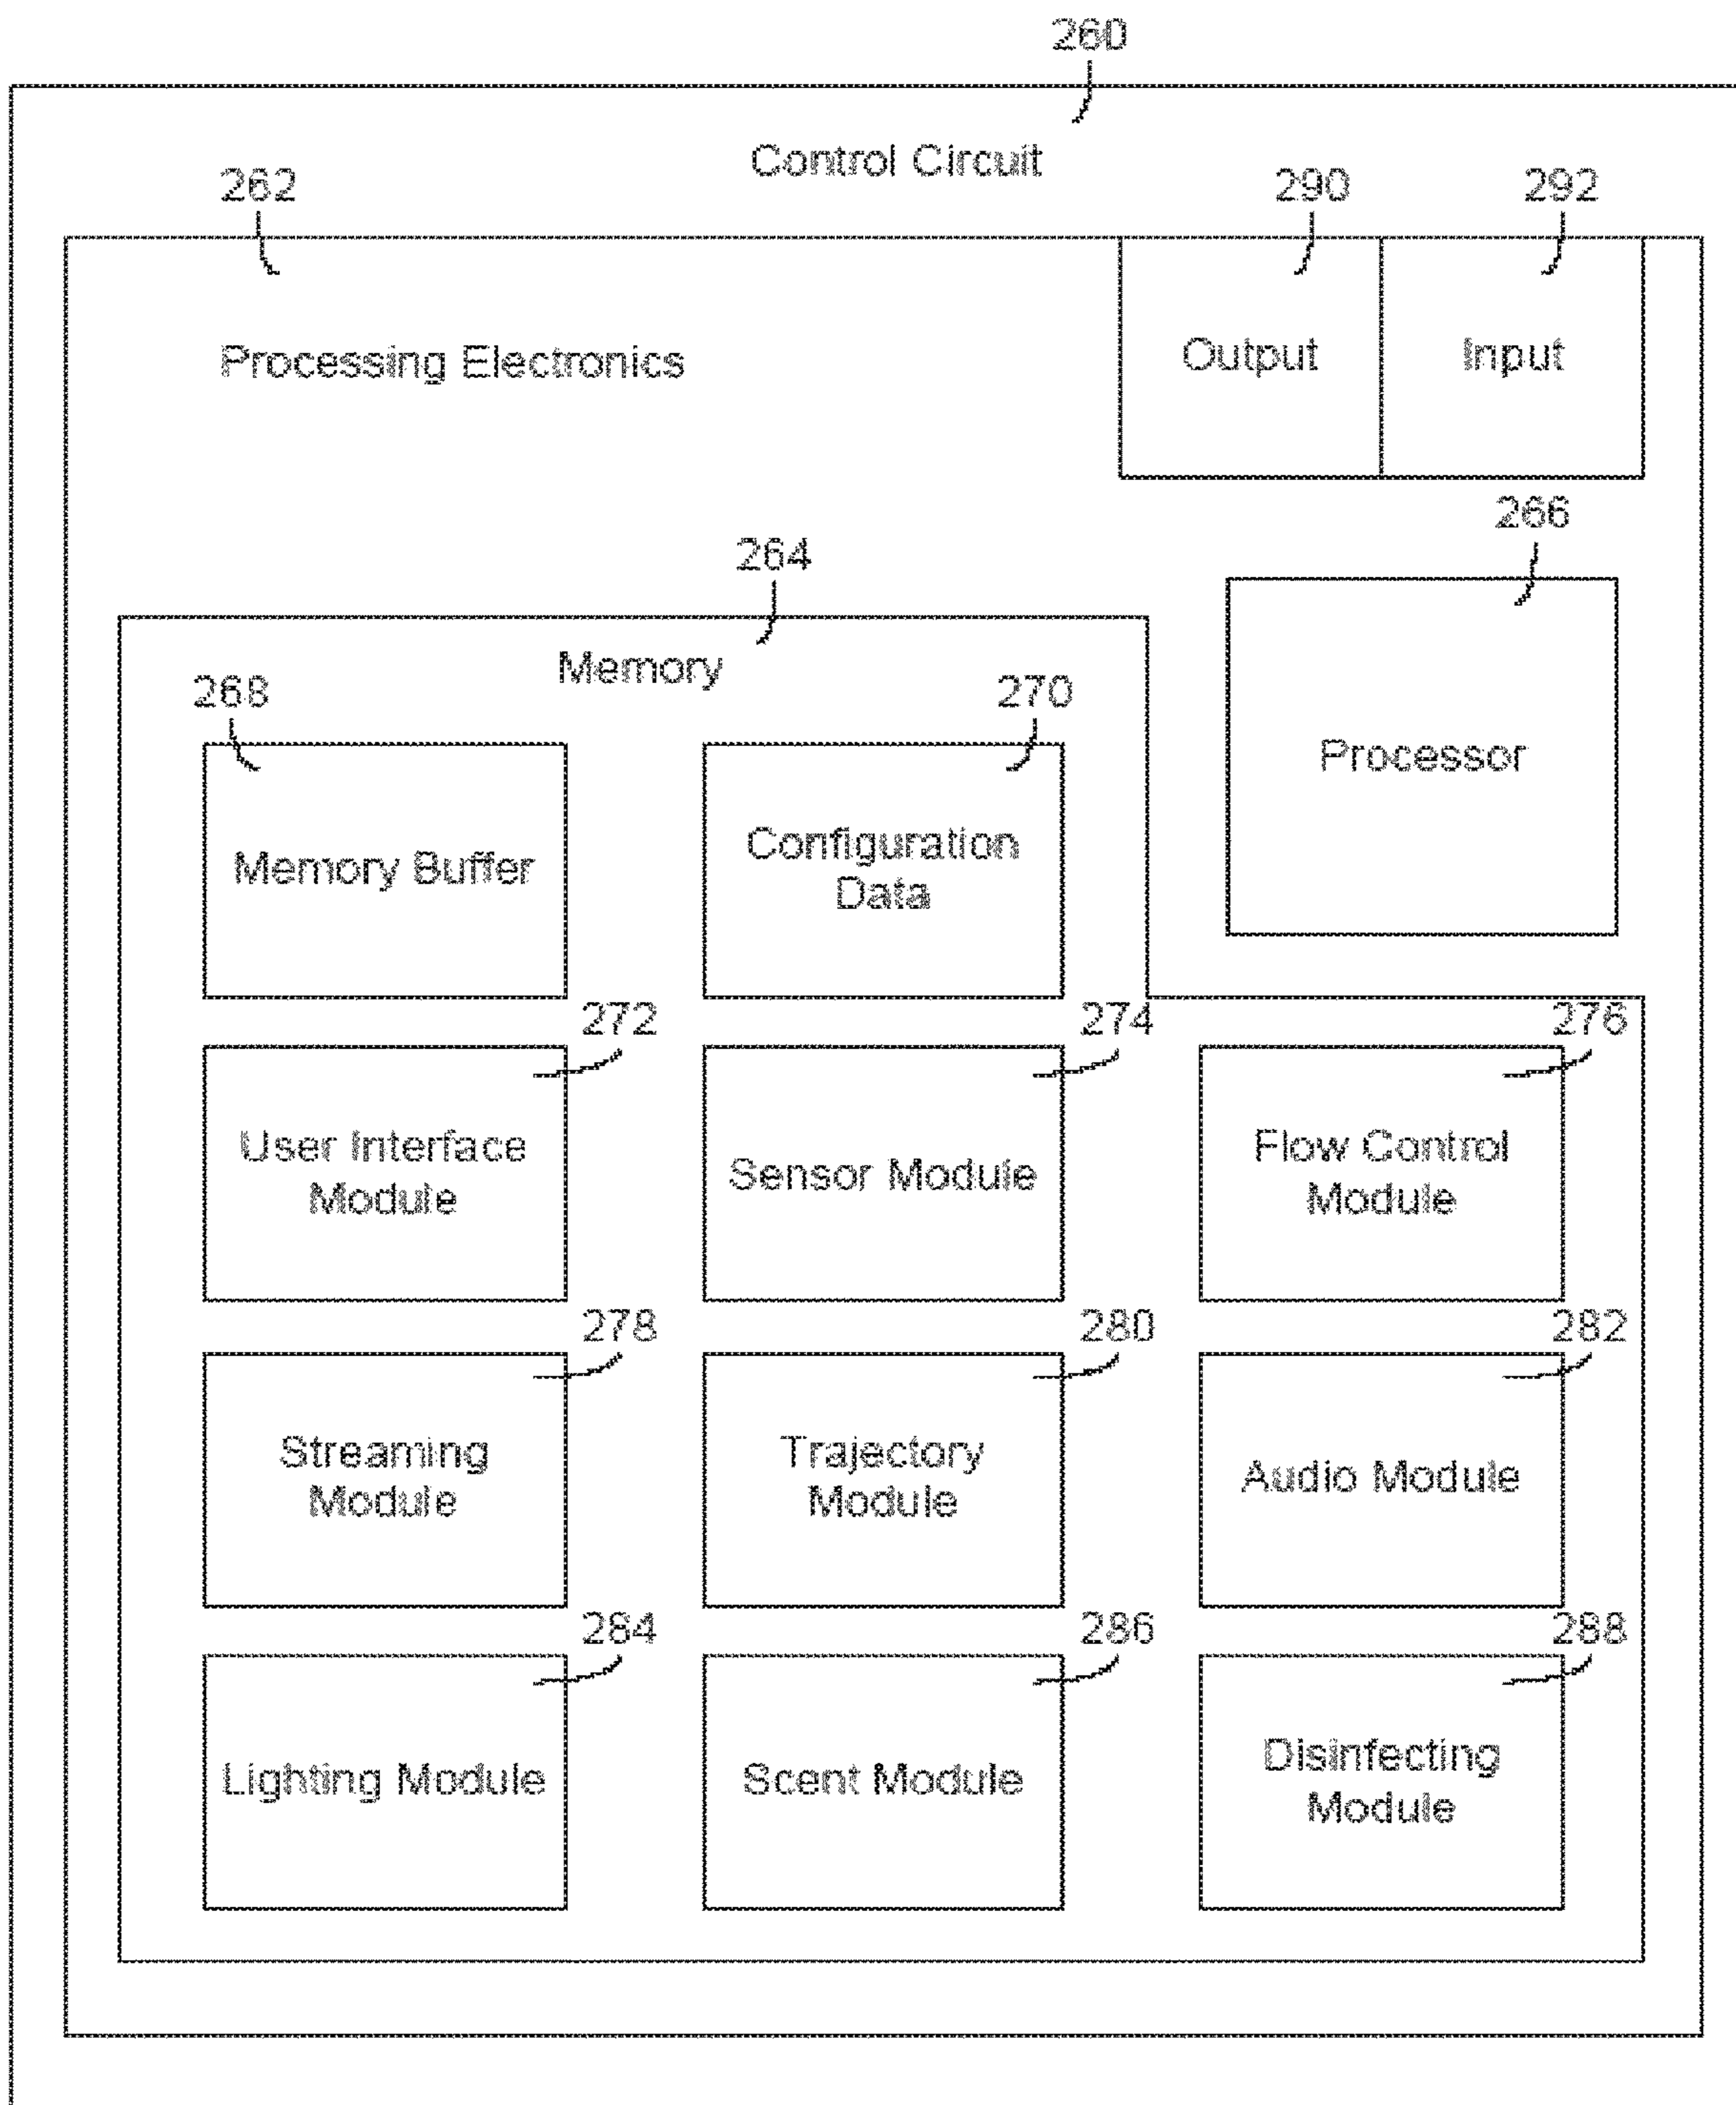 260
Control Circuit
262
290
292
Processing Electronics
Output
Input
266
264
Memory
Processor
268
270
Memory Buffer
Configuration
Data
272
274
276
User Interface
Module
Sensor Module
Flow Control
Module
278
280
282
Streaming
Module
Trajectory
Module
Audio Module
284
286
288
Lighting Module
Scent Module
Disinfecting
Module